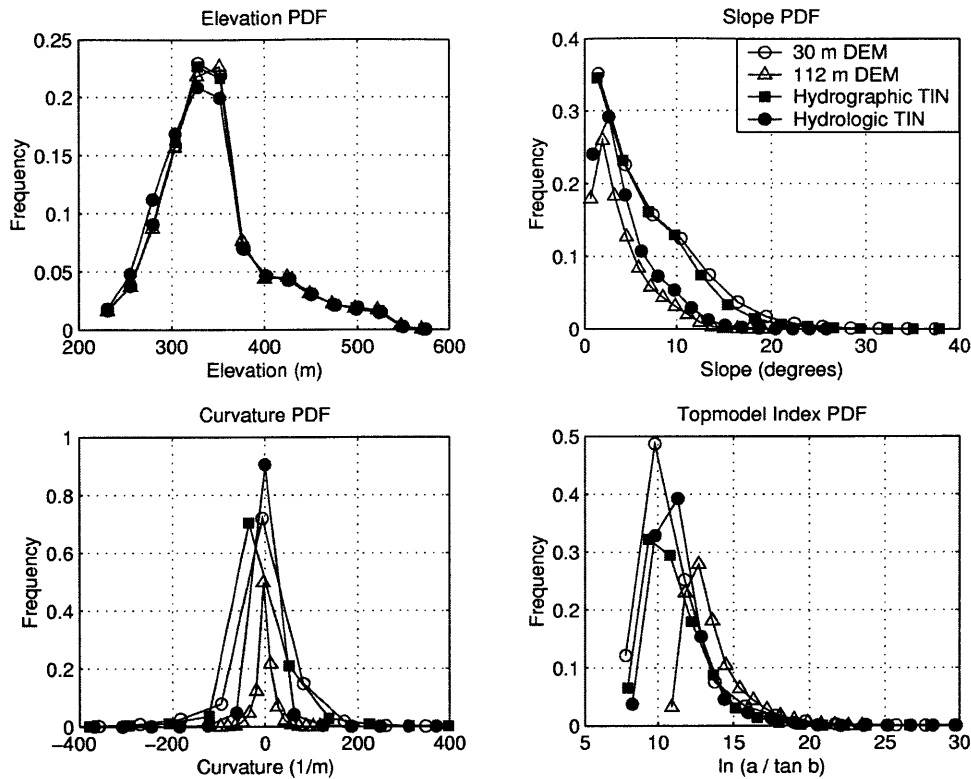 Elevation PDF
0.25
0.2
0.15
0.1
0.05
0
200
300
400
500
600
Frequency
Elevation (m)
Slope PDF
0.4
0.3
0.2
0.1
0
0
10
20
30
40
Frequency
Slope (degrees)
30 m DEM
112 m DEM
Hydrographic TIN
Hydrologic TIN
Curvature PDF
1
0.8
0.6
0.4
0.2
0
−400
−200
0
200
400
Frequency
Curvature (1/m)
Topmodel Index PDF
0.5
0.4
0.3
0.2
0.1
0
5
10
15
20
25
30
Frequency
ln (a / tan b)